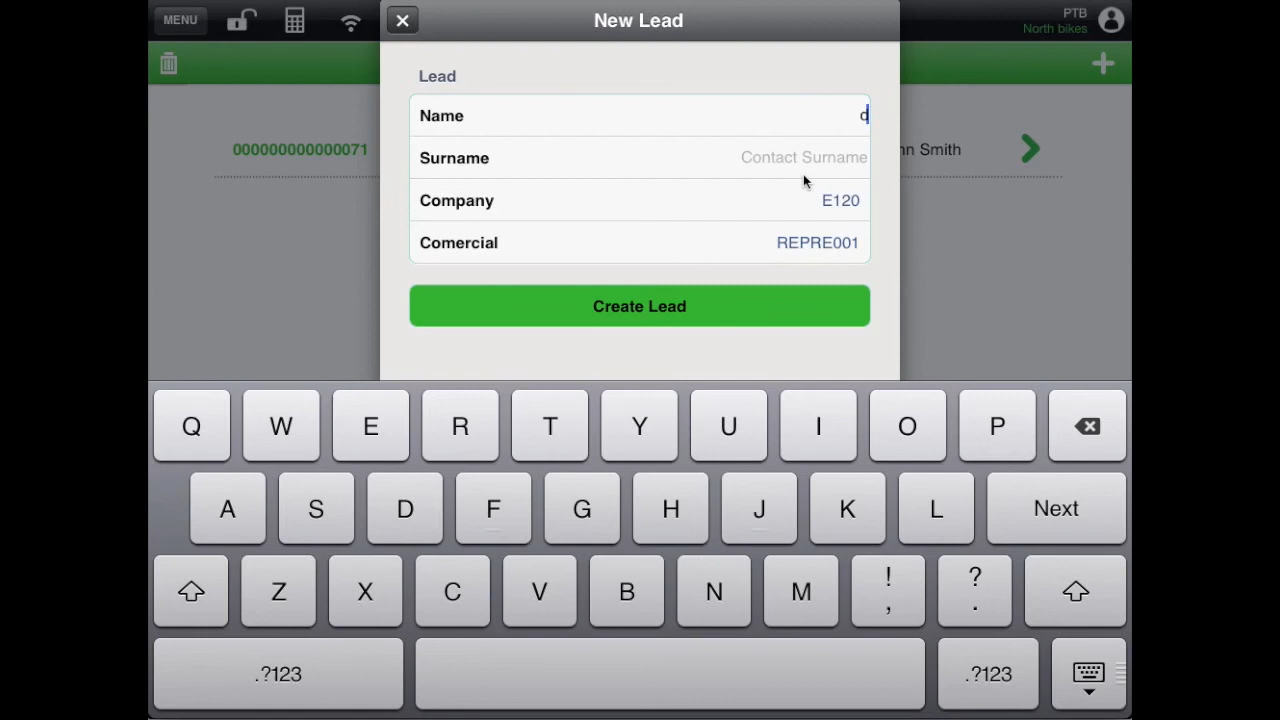 MENU
New Lead
PTB
North bikes
Lead
Name d
Surname Contact Surname
000000000000071
Smith
Company E120
Comercial REPRE001
Create Lead
Q W E R T Y U I O P
A S D F G H J K L Next
Z X C V B N M ! , ? .
.?123 .?123